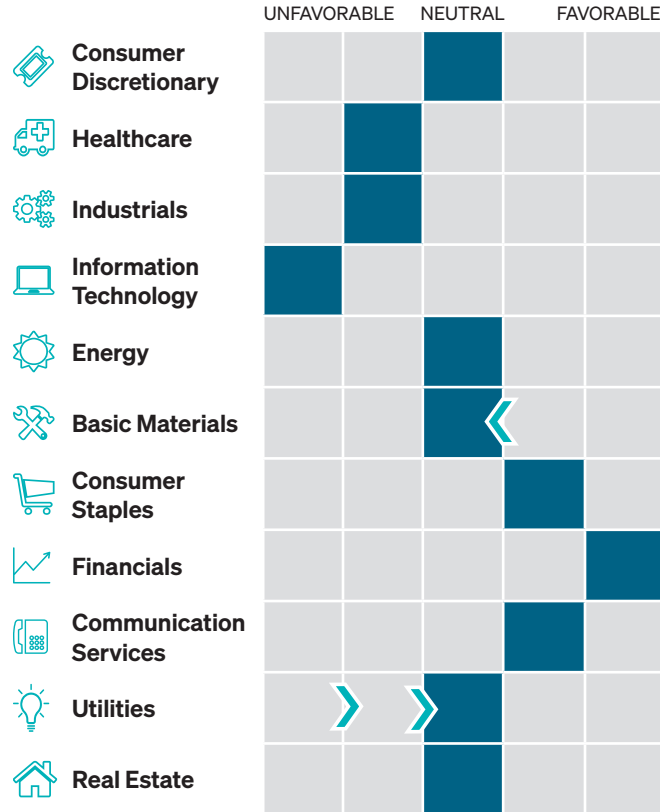 UNFAVORABLE NEUTRAL FAVORABLE
Consumer
Discretionary
Healthcare
Industrials
Information
Technology
Energy
Basic Materials
Consumer
Staples
Financials
Communication
Services
Utilities
Real Estate